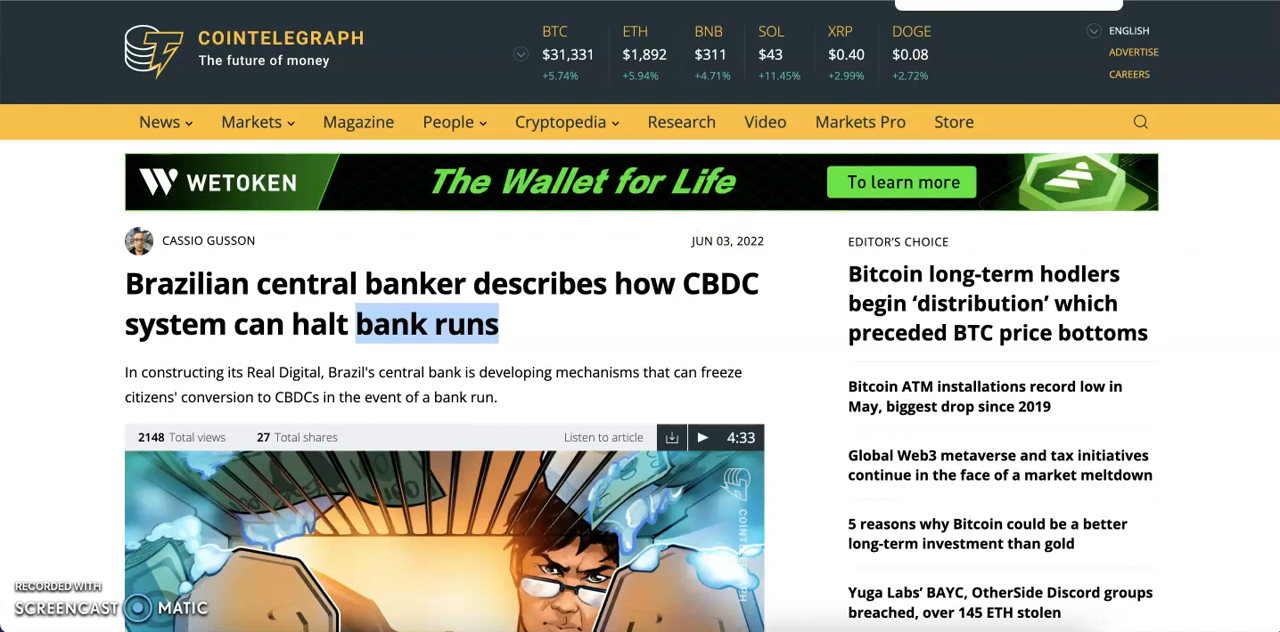 COINTELEGRAPH
The future of money
BTC
$31,331
+5.74%
ETH
$1,892
+5.94%
BNB
$311
+4.71%
SOL
$43
+11.45%
XRP
$0.40
+2.99%
DOGE
$0.08
+2.72%
ENGLISH
ADVERTISE
CAREERS
News Markets Magazine People Cryptopedia Research Video Markets Pro Store
WETOKEN The Wallet for Life To learn more
CASSIO GUSSON JUN 03, 2022
Brazilian central banker describes how CBDC
system can halt bank runs
In constructing its Real Digital, Brazil's central bank is developing mechanisms that can freeze
citizens' conversion to CBDCs in the event of a bank run.
2148 Total views 27 Total shares Listen to article 4:33
COINTELEGRAPH
EDITOR'S CHOICE
Bitcoin long-term hodlers
begin ‘distribution’ which
preceded BTC price bottoms
Bitcoin ATM installations record low in
May, biggest drop since 2019
Global Web3 metaverse and tax initiatives
continue in the face of a market meltdown
5 reasons why Bitcoin could be a better
long-term investment than gold
Yuga Labs’ BAYC, OtherSide Discord groups
breached, over 145 ETH stolen
RECORDED WITH
SCREENCAST MATIC